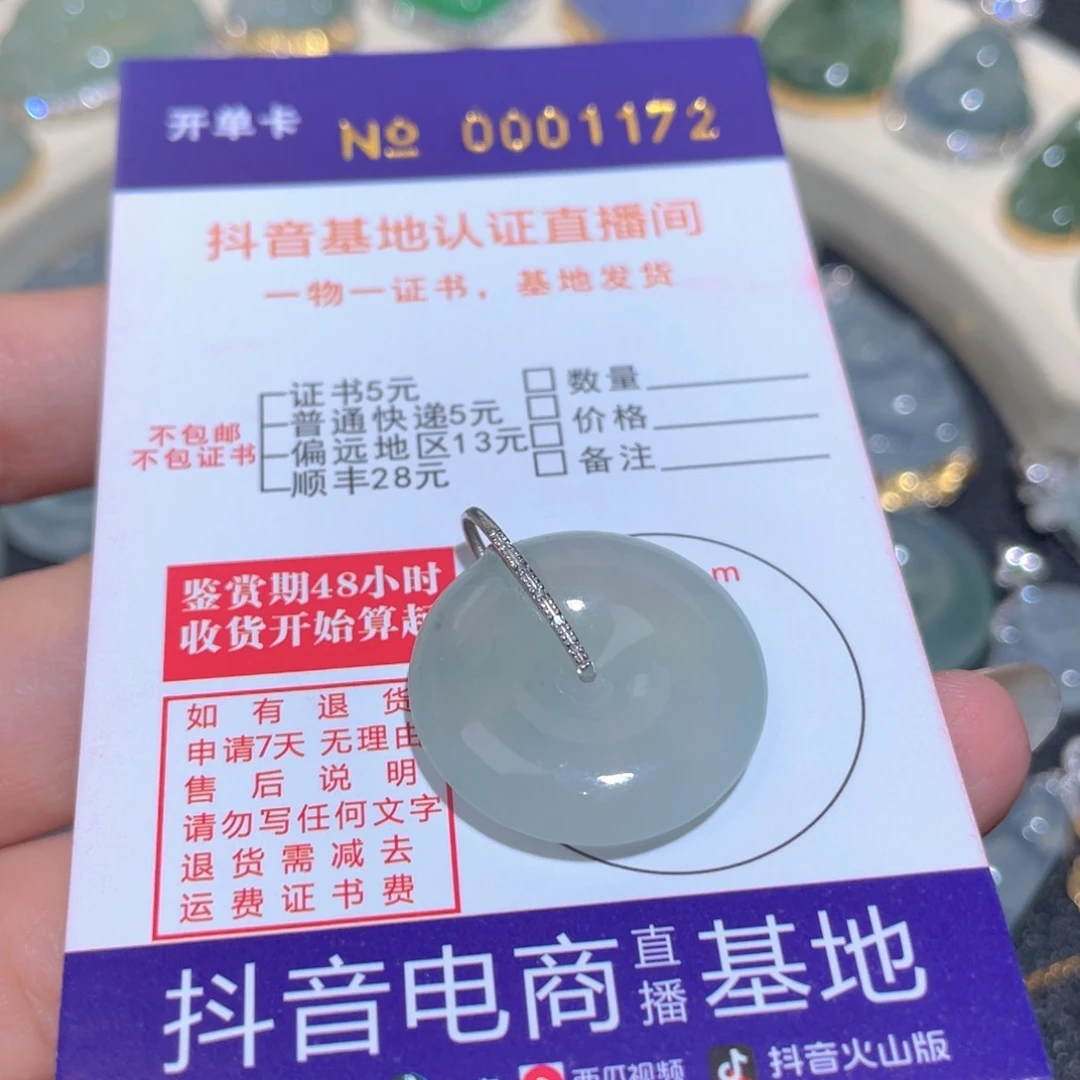 开单卡 № 0001172
抖音基地认证直播间
一物一证书，基地发货
不包邮
不包证书
证书5元
普通快递5元
偏远地区13元
顺丰28元
数量
价格
备注
鉴赏期48小时
收货开始算起
m
如有退货
申请7天无理由
售后说明
请勿写任何文字
退货需减去
运费证书费
抖音电商直播基地
西瓜视频 抖音火山版